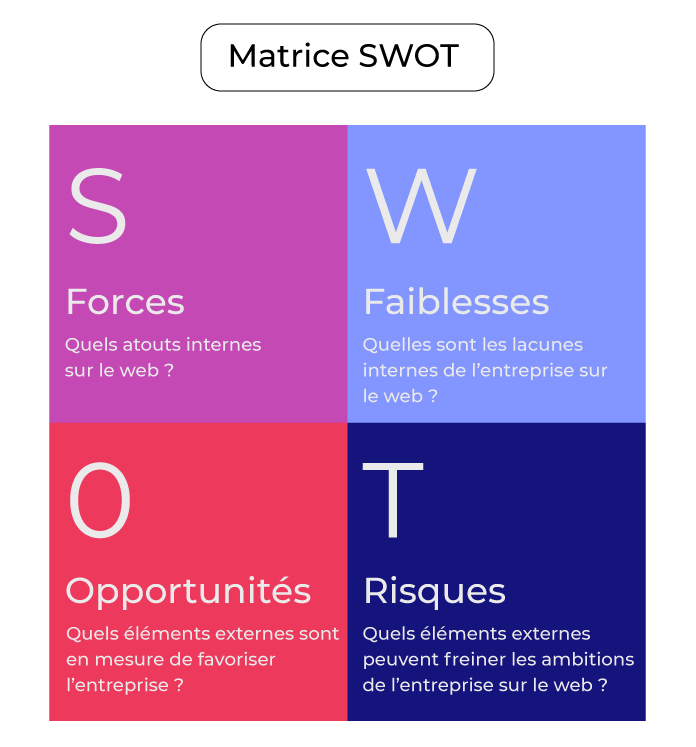 Matrice SWOT
S
Forces
Quels atouts internes
sur le web ?
W
Faiblesses
Quelles sont les lacunes
internes de l'entreprise sur
le web ?
0
Opportunités
Quels éléments externes sont
en mesure de favoriser
l'entreprise ?
T
Risques
Quels éléments externes
peuvent freiner les ambitions
de l'entreprise sur le web ?